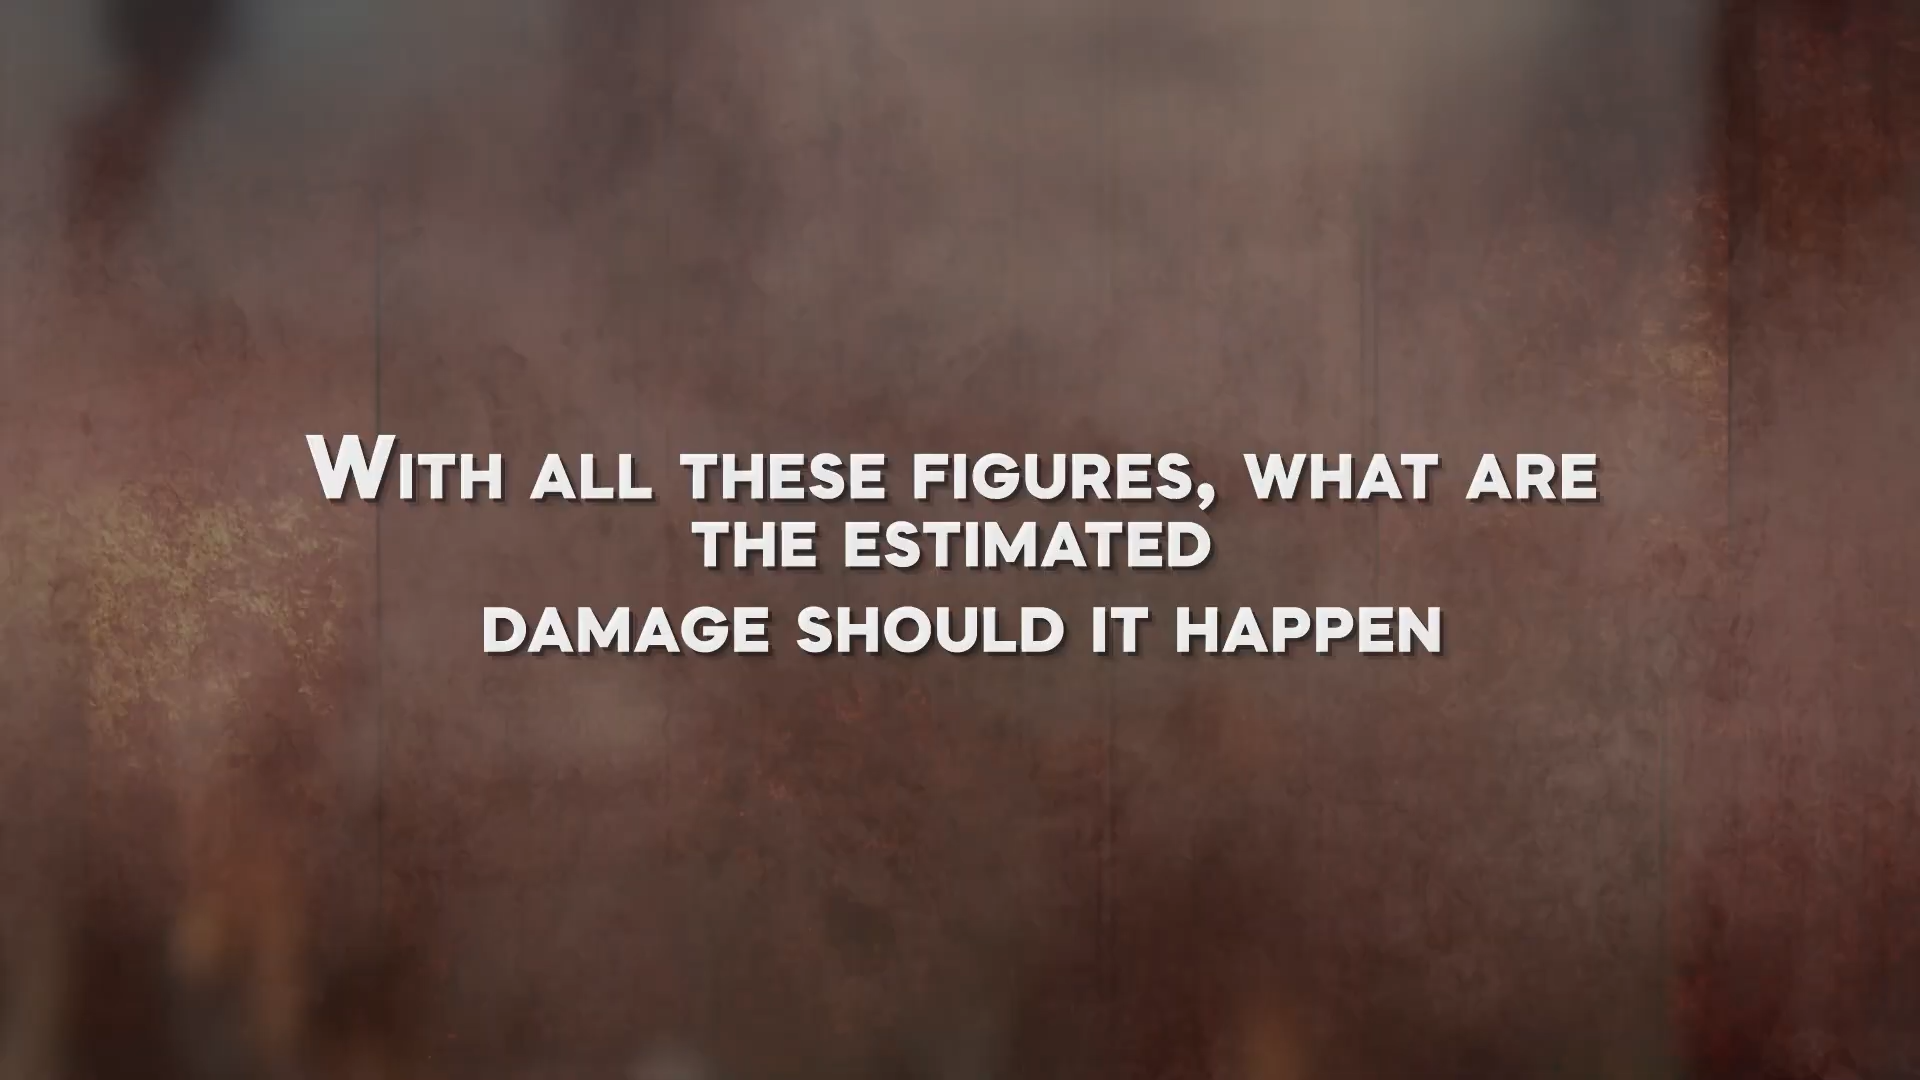 With all these figures, what are
the estimated
damage should it happen